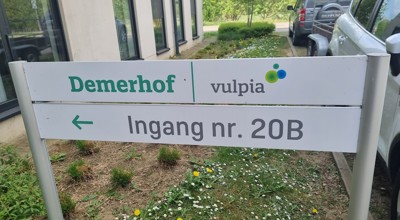 Demerhof vulpia
← Ingang nr. 20B